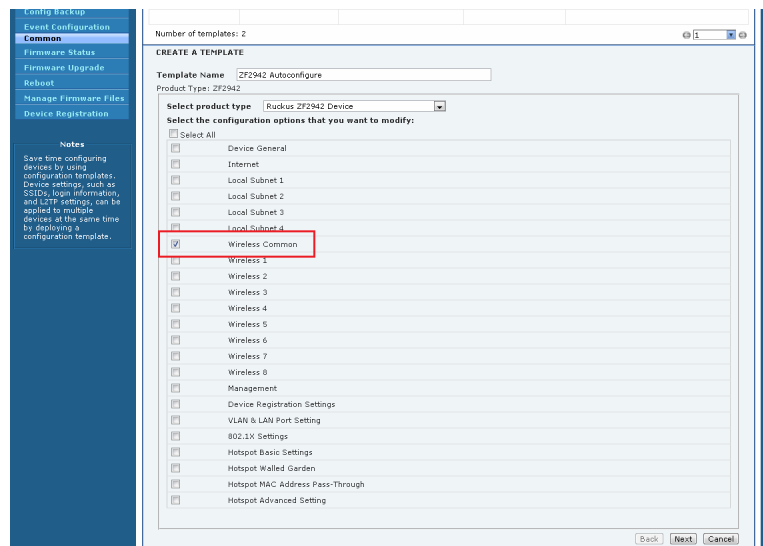 Config Backup
Event Configuration
Common
Firmware Status
Firmware Upgrade
Reboot
Manage Firmware Files
Device Registration
Notes
Save time configuring
devices by using
configuration templates.
Device settings, such as
SSIDs, login information,
and L2TP settings, can be
applied to multiple
devices at the same time
by deploying a
configuration template.
Number of templates: 2
1
CREATE A TEMPLATE
Template Name ZF2942 Autoconfigure
Product Type: ZF2942
Select product type Ruckus ZF2942 Device
Select the configuration options that you want to modify:
Select All
Device General
Internet
Local Subnet 1
Local Subnet 2
Local Subnet 3
Local Subnet 4
Wireless Common
Wireless 1
Wireless 2
Wireless 3
Wireless 4
Wireless 5
Wireless 6
Wireless 7
Wireless 8
Management
Device Registration Settings
VLAN & LAN Port Setting
802.1X Settings
Hotspot Basic Settings
Hotspot Walled Garden
Hotspot MAC Address Pass-Through
Hotspot Advanced Setting
Back Next Cancel